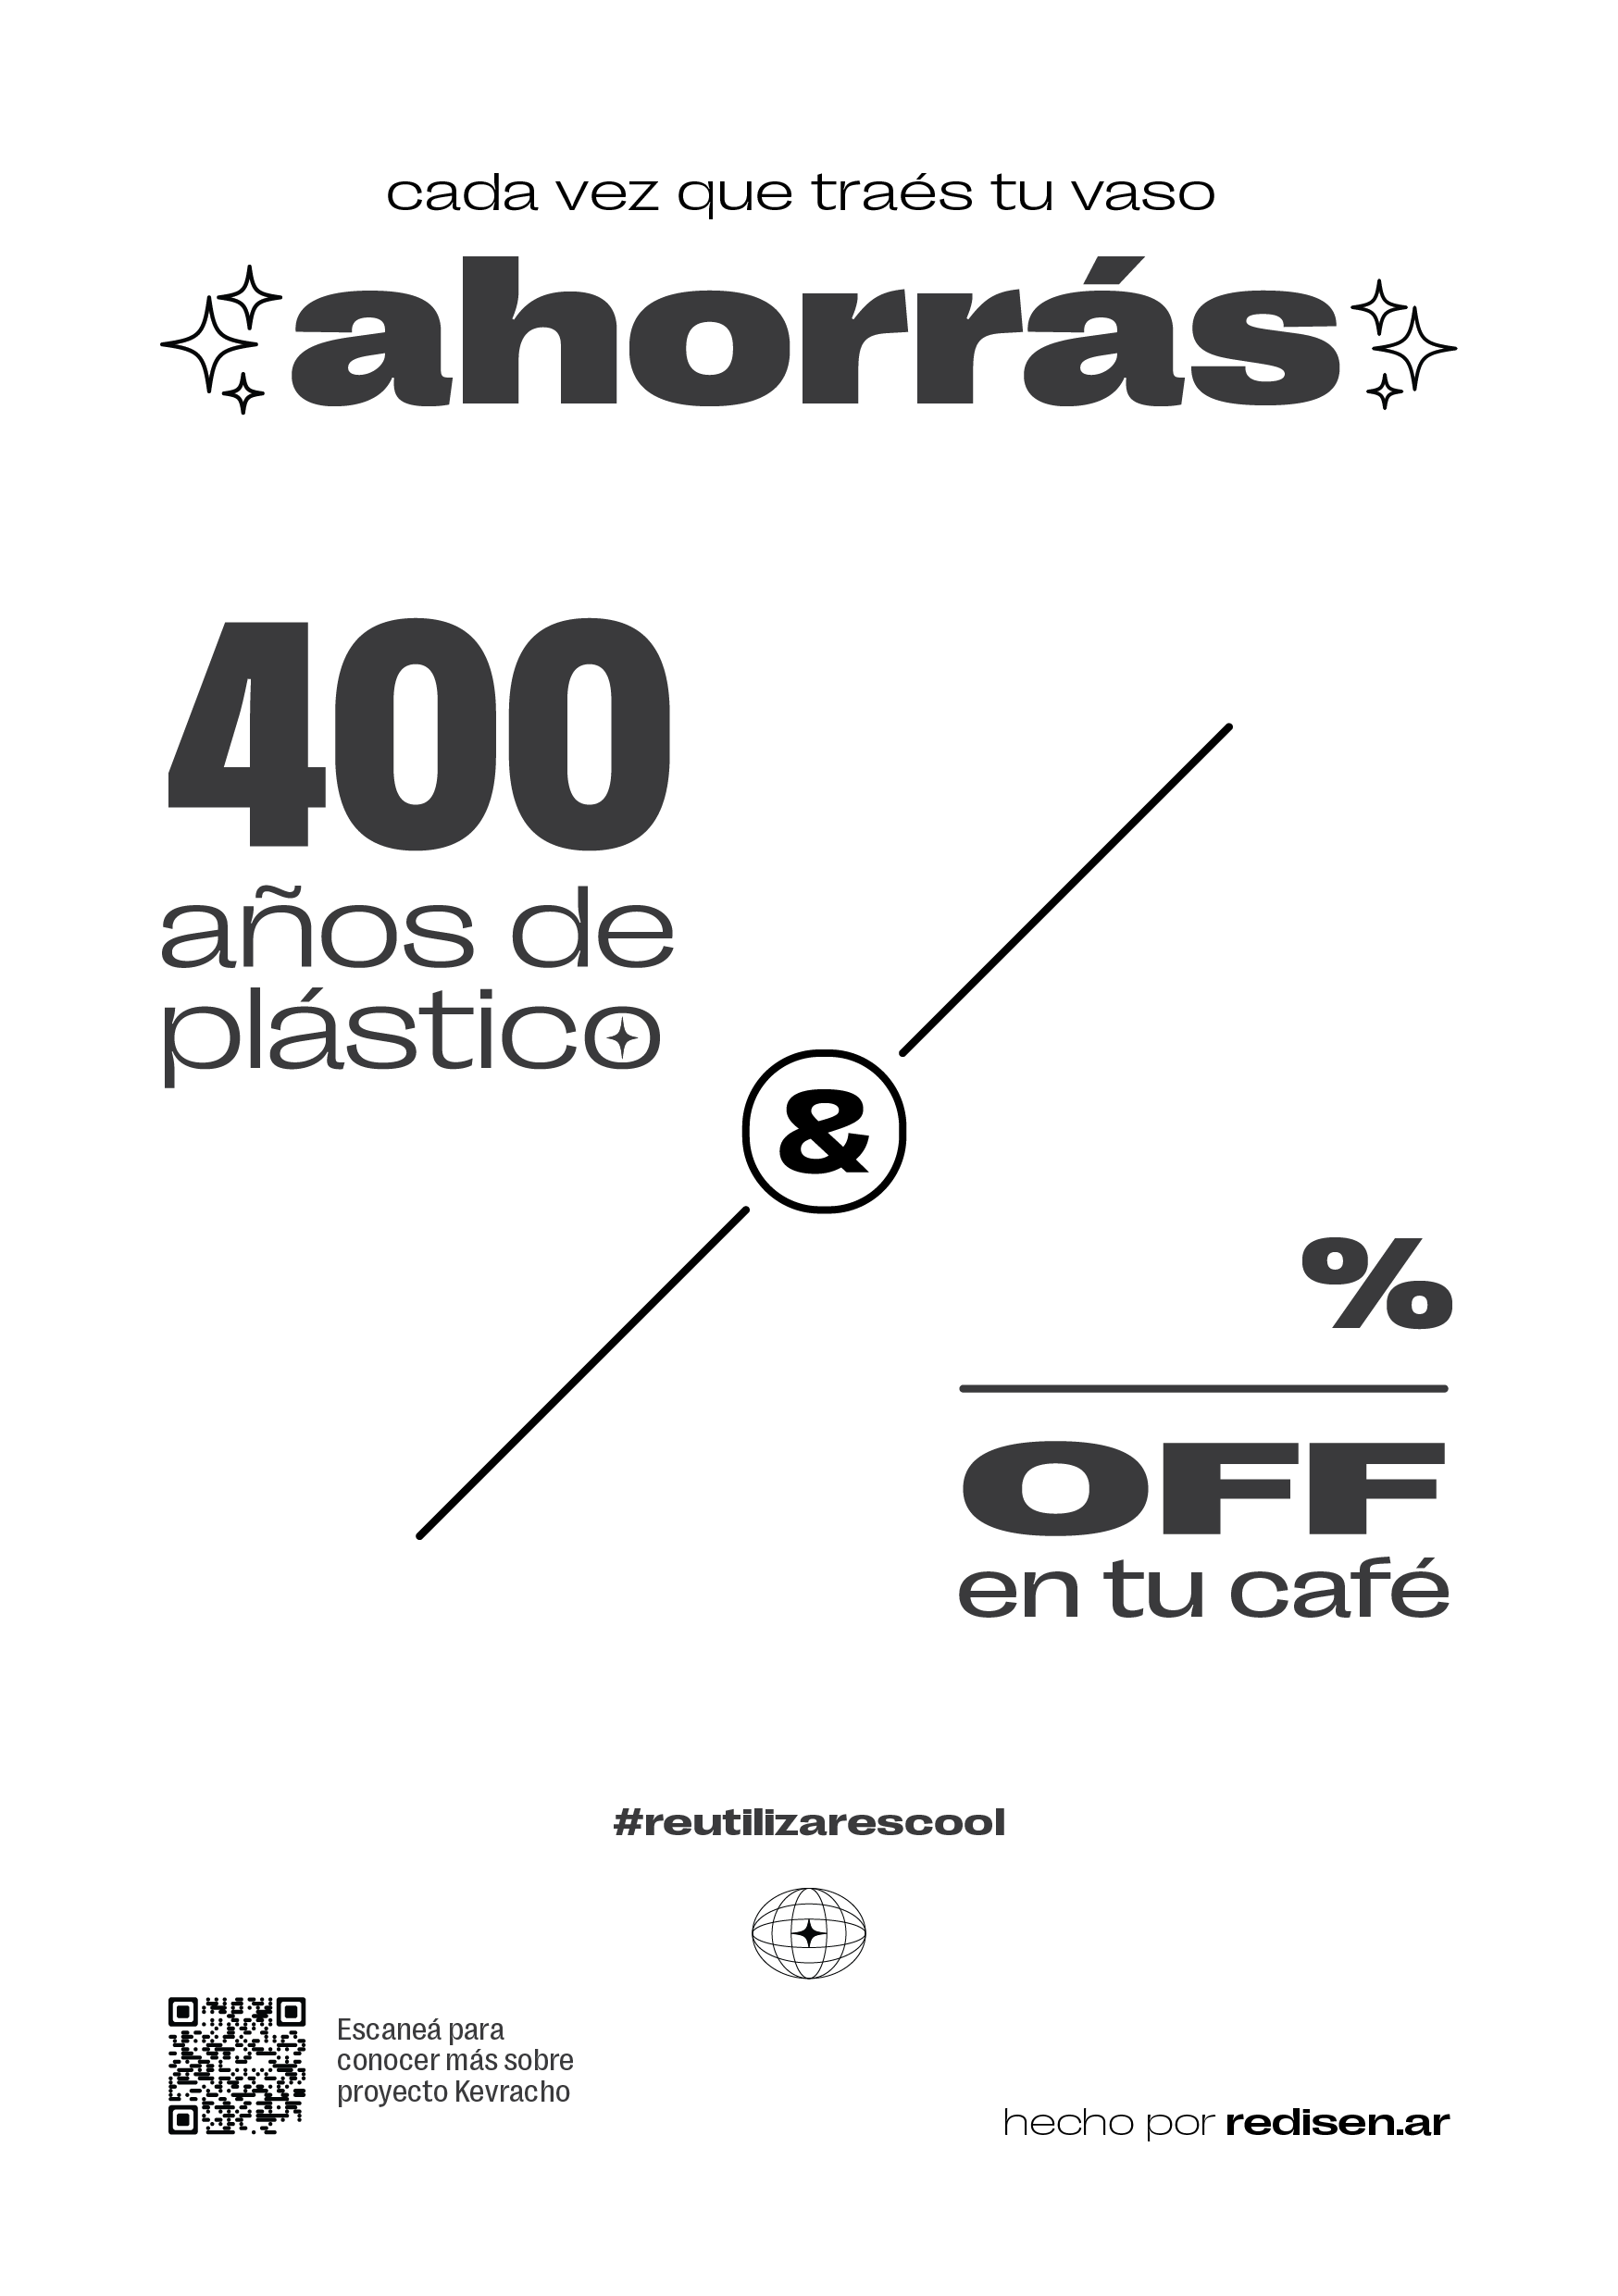 cada vez que traés tu vaso
ahorrás
400
años de
plástico
&
%
OFF
en tu café
#reutilizarescool
Escaneá para
conocer más sobre
proyecto Kevracho
hecho por redisen.ar